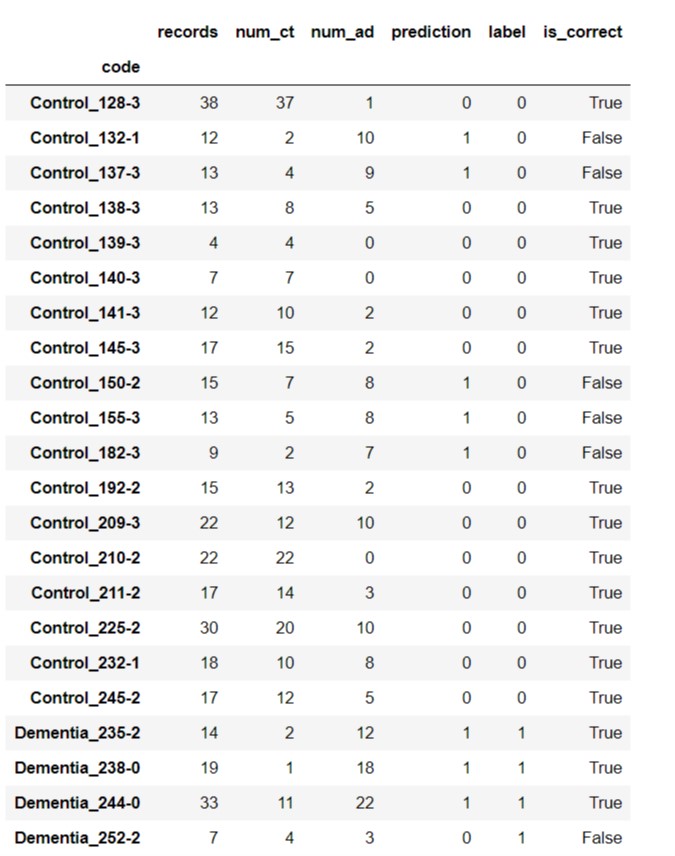 records num_ct num_ad prediction label is_correct
code
Control_128-3 38 37 1 0 0 True
Control_132-1 12 2 10 1 0 False
Control_137-3 13 4 9 1 0 False
Control_138-3 13 8 5 0 0 True
Control_139-3 4 4 0 0 0 True
Control_140-3 7 7 0 0 0 True
Control_141-3 12 10 2 0 0 True
Control_145-3 17 15 2 0 0 True
Control_150-2 15 7 8 1 0 False
Control_155-3 13 5 8 1 0 False
Control_182-3 9 2 7 1 0 False
Control_192-2 15 13 2 0 0 True
Control_209-3 22 12 10 0 0 True
Control_210-2 22 22 0 0 0 True
Control_211-2 17 14 3 0 0 True
Control_225-2 30 20 10 0 0 True
Control_232-1 18 10 8 0 0 True
Control_245-2 17 12 5 0 0 True
Dementia_235-2 14 2 12 1 1 True
Dementia_238-0 19 1 18 1 1 True
Dementia_244-0 33 11 22 1 1 True
Dementia_252-2 7 4 3 0 1 False